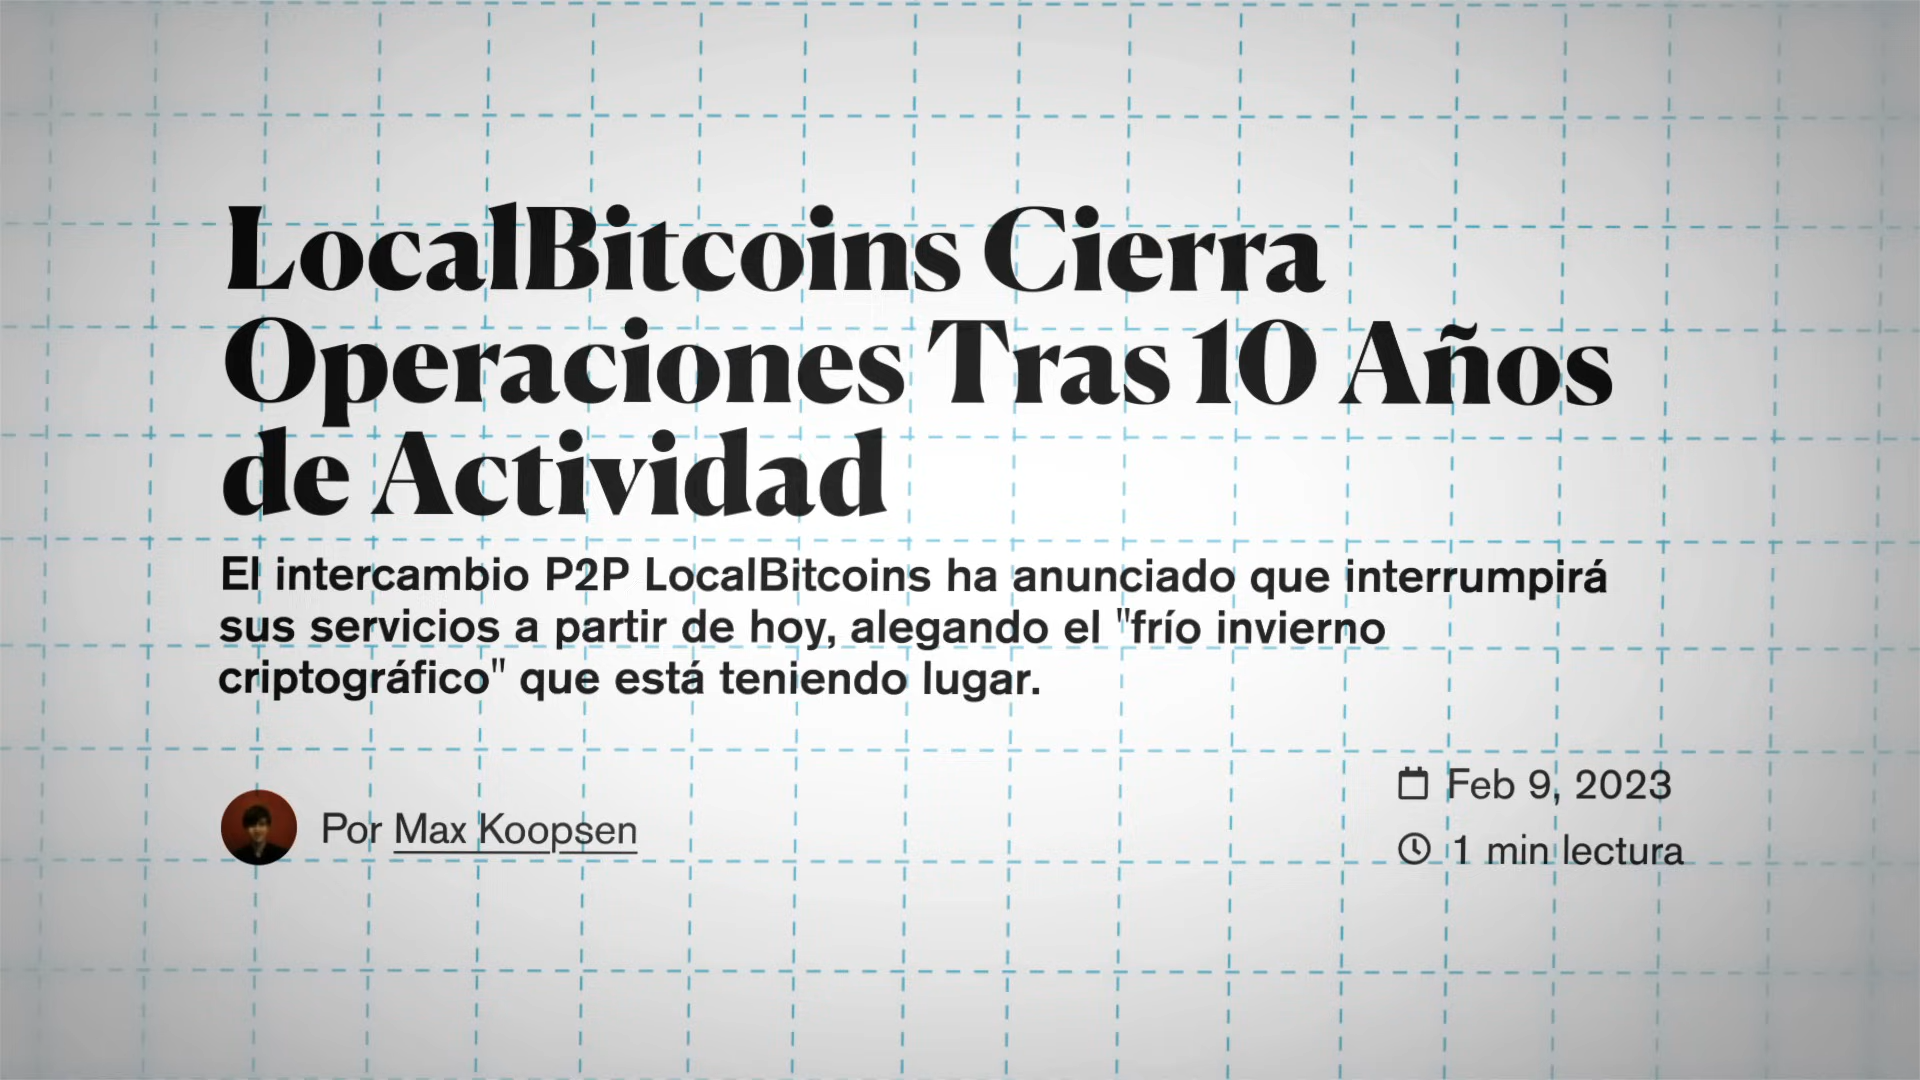 LocalBitcoins Cierra
Operaciones Tras 10 Años
de Actividad
El intercambio P2P LocalBitcoins ha anunciado que interrumpirá
sus servicios a partir de hoy, alegando el "frío invierno
criptográfico" que está teniendo lugar.
Por Max Koopsen
Feb 9, 2023
1 min lectura